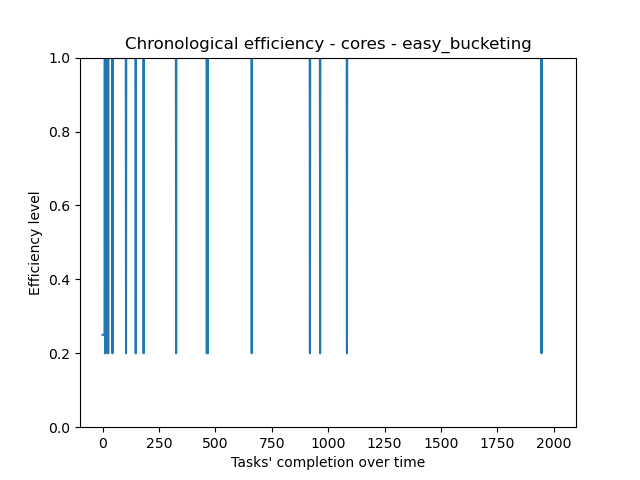 Chronological efficiency - cores - easy_bucketing
1.0
0.8
0.6
0.4
0.2
0.0
Efficiency level
0 250 500 750 1000 1250 1500 1750 2000
Tasks' completion over time